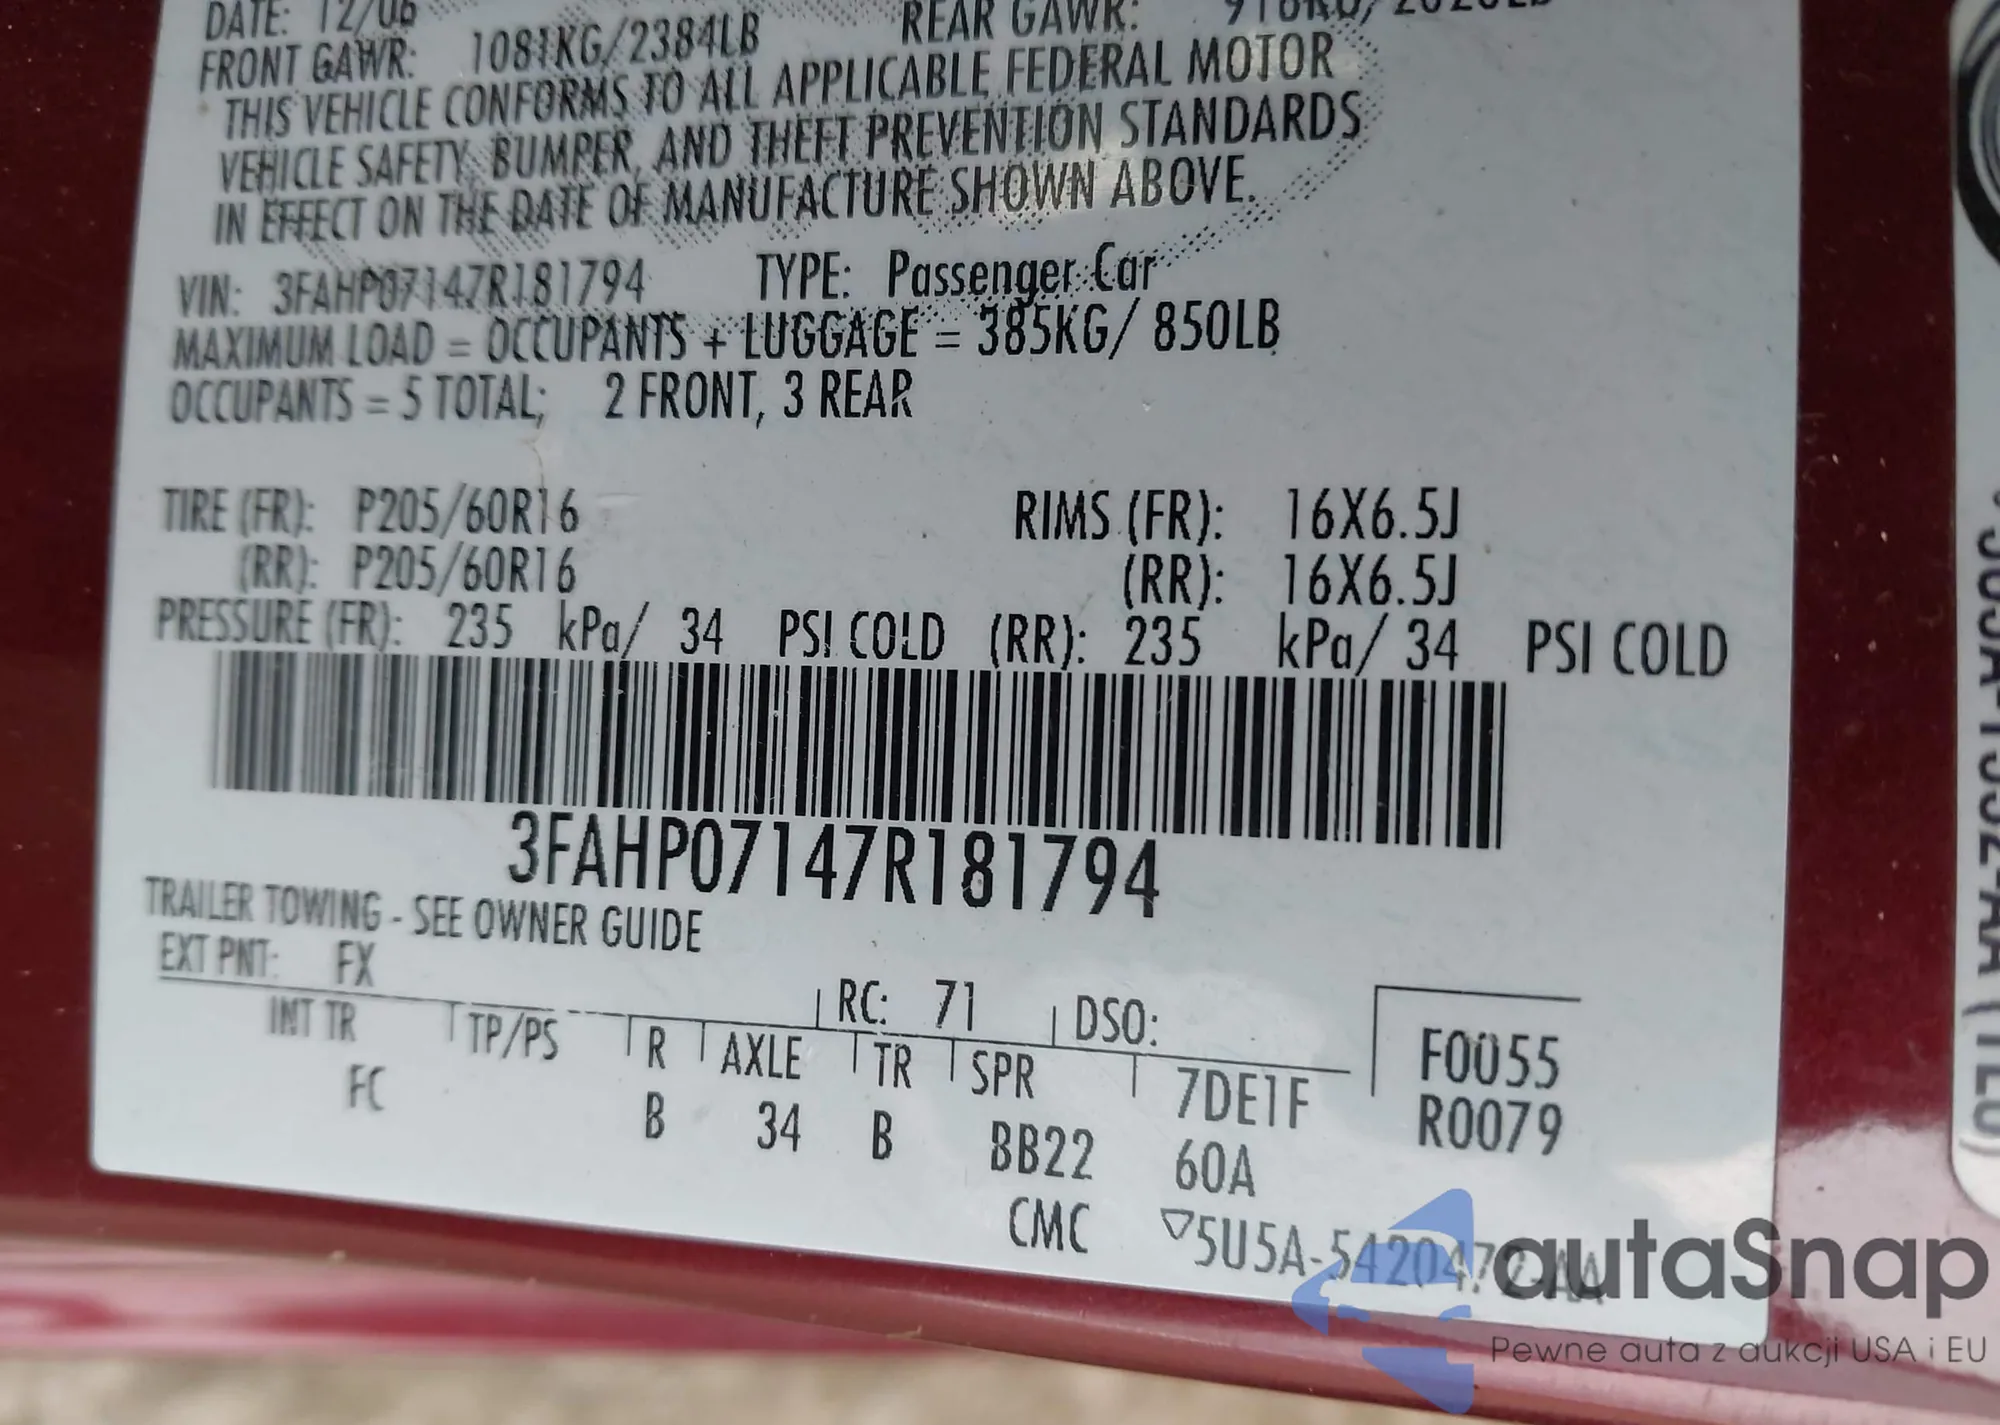 DATE: 12/06
FRONT GAWR: 1081KG/2384LB REAR GAWR:
THIS VEHICLE CONFORMS TO ALL APPLICABLE FEDERAL MOTOR
VEHICLE SAFETY, BUMPER, AND THEFT PREVENTION STANDARDS
IN EFFECT ON THE DATE OF MANUFACTURE SHOWN ABOVE.
VIN: 3FAHP07147R181794 TYPE: Passenger Car
MAXIMUM LOAD = OCCUPANTS + LUGGAGE = 385KG/ 850LB
OCCUPANTS = 5 TOTAL; 2 FRONT, 3 REAR
TIRE (FR): P205/60R16 RIMS (FR): 16X6.5J
(RR): P205/60R16 (RR): 16X6.5J
PRESSURE (FR): 235 kPa/ 34 PSI COLD (RR): 235 kPa/ 34 PSI COLD
3FAHP07147R181794
TRAILER TOWING - SEE OWNER GUIDE
EXT PNT: FX RC: 71 DSO: F0055
INT TR TP/PS R AXLE TR SPR 7DE1F R0079
FC B 34 B BB22 60A
CMC 5U5A-5420472-AA
autaSnap
Pewne auta z aukcji USA i EU